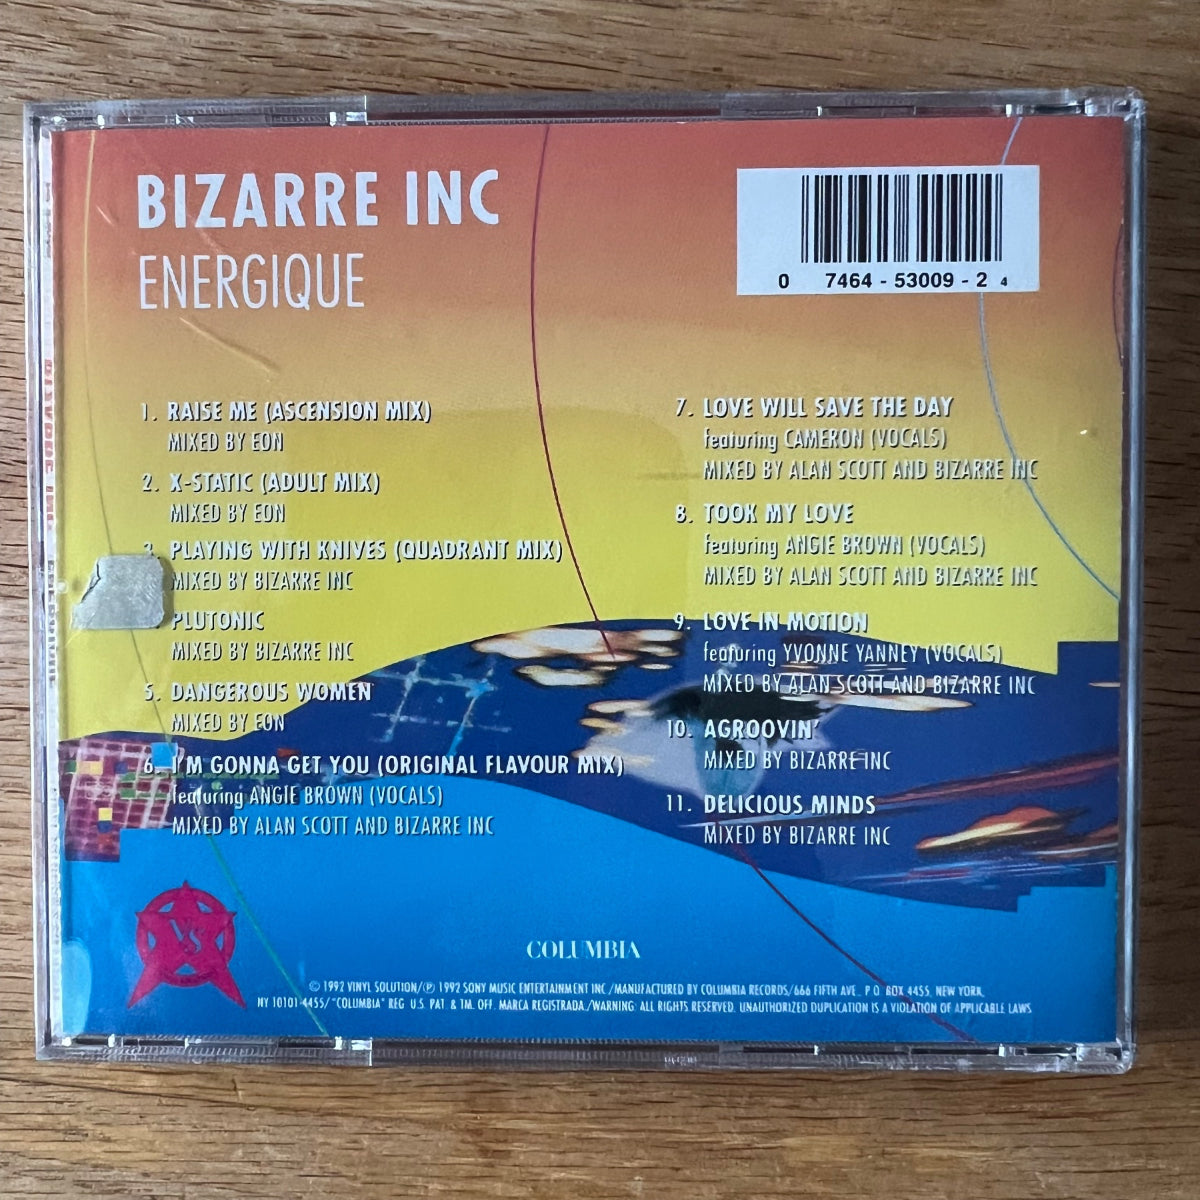 BIZARRE INC
ENERGIQUE
0 7464 - 53009 - 2 4
1. RAISE ME (ASCENSION MIX)
MIXED BY EON
2. X-STATIC (ADULT MIX)
MIXED BY EON
3. PLAYING WITH KNIVES (QUADRANT MIX)
MIXED BY BIZARRE INC
PLUTONIC
MIXED BY BIZARRE INC
5. DANGEROUS WOMEN
MIXED BY EON
6. I'M GONNA GET YOU (ORIGINAL FLAVOUR MIX)
featuring ANGIE BROWN (VOCALS)
MIXED BY ALAN SCOTT AND BIZARRE INC
7. LOVE WILL SAVE THE DAY
featuring CAMERON (VOCALS)
MIXED BY ALAN SCOTT AND BIZARRE INC
8. TOOK MY LOVE
featuring ANGIE BROWN (VOCALS)
MIXED BY ALAN SCOTT AND BIZARRE INC
9. LOVE IN MOTION
featuring YVONNE YANNEY (VOCALS)
MIXED BY ALAN SCOTT AND BIZARRE INC
10. AGROOVIN'
MIXED BY BIZARRE INC
11. DELICIOUS MINDS
MIXED BY BIZARRE INC
VS
COLUMBIA
© 1992 VINYL SOLUTION/℗ 1992 SONY MUSIC ENTERTAINMENT INC./MANUFACTURED BY COLUMBIA RECORDS/666 FIFTH AVE., P.O. BOX 4455, NEW YORK,
NY 10101-4455/"COLUMBIA" REG. U.S. PAT. & TM. OFF. MARCA REGISTRADA./WARNING: ALL RIGHTS RESERVED. UNAUTHORIZED DUPLICATION IS A VIOLATION OF APPLICABLE LAWS.